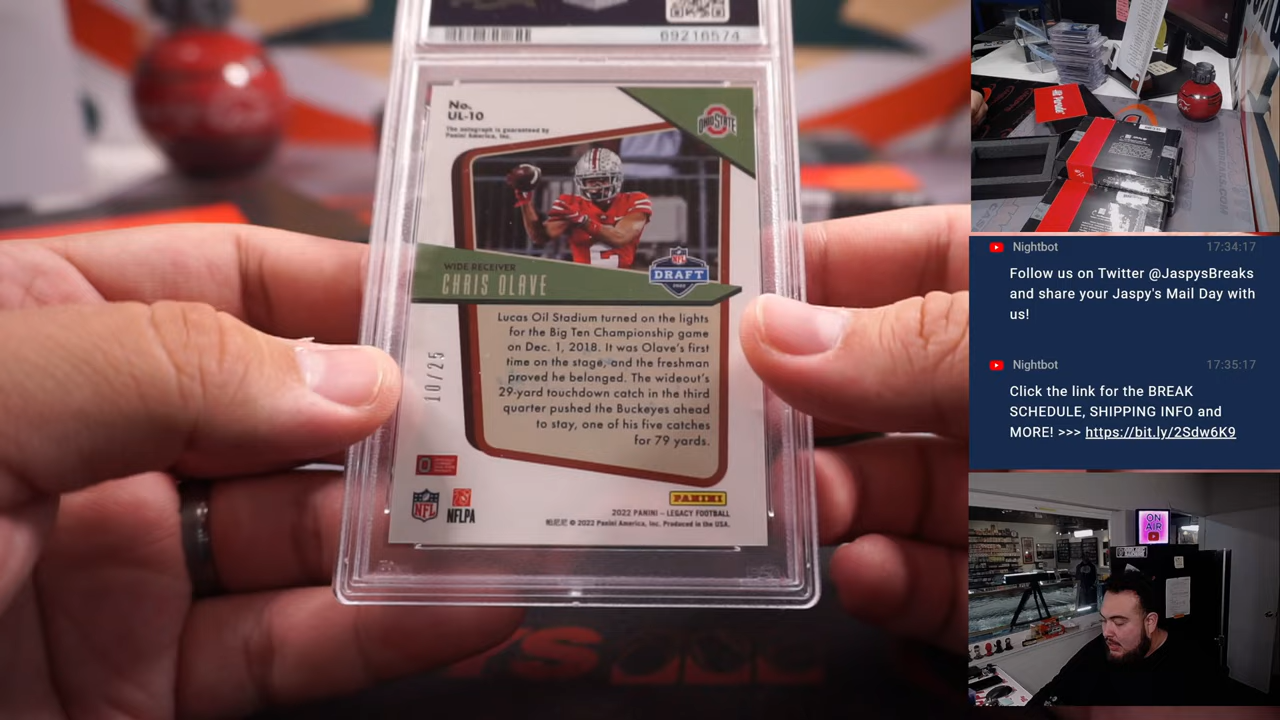 69216574
No.
UL-10
The autograph is guaranteed by
Panini America, Inc.
OHIO STATE
WIDE RECEIVER
CHRIS OLAVE
NFL
DRAFT
2022
Lucas Oil Stadium turned on the lights
for the Big Ten Championship game
on Dec. 1, 2018. It was Olave's first
time on the stage, and the freshman
proved he belonged. The wideout's
29-yard touchdown catch in the third
quarter pushed the Buckeyes ahead
to stay, one of his five catches
for 79 yards.
10/25
NFL
NFLPA
PANINI
2022 PANINI – LEGACY FOOTBALL
© 2022 Panini America, Inc. Produced in the USA.
YS
Nightbot 17:34:17
Follow us on Twitter @JaspysBreaks
and share your Jaspy's Mail Day with
us!
Nightbot 17:35:17
Click the link for the BREAK
SCHEDULE, SHIPPING INFO and
MORE! >>> https://bit.ly/2Sdw6K9
ON
AIR